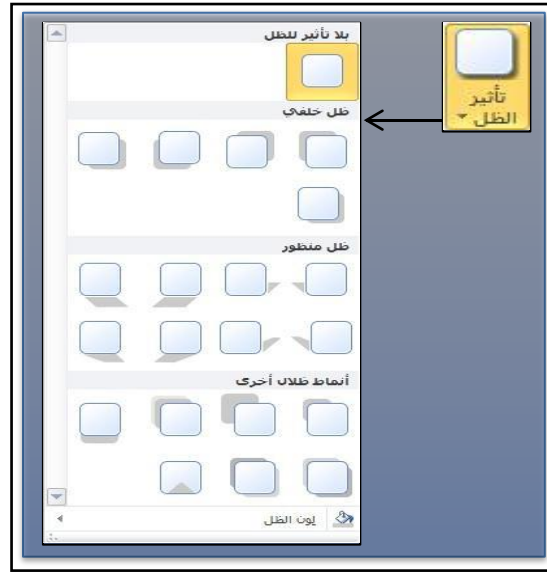 تأثير
الظل
بلا تأثير للظل
ظل خلفي
ظل منظور
أنماط ظلال أخرى
لون الظل